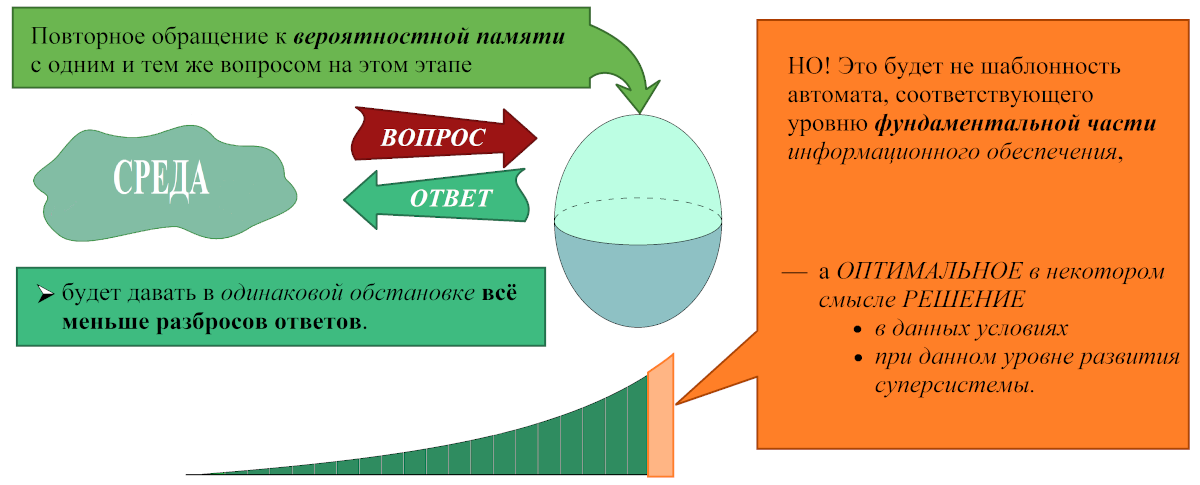 Повторное обращение к вероятностной памяти
с одним и тем же вопросом на этом этапе
СРЕДА
ВОПРОС
ОТВЕТ
будет давать в одинаковой обстановке всё
меньше разбросов ответов.
НО! Это будет не шаблонность
автомата, соответствующего
уровню фундаментальной части
информационного обеспечения,
— а ОПТИМАЛЬНОЕ в некотором
смысле РЕШЕНИЕ
• в данных условиях
• при данном уровне развития
суперсистемы.